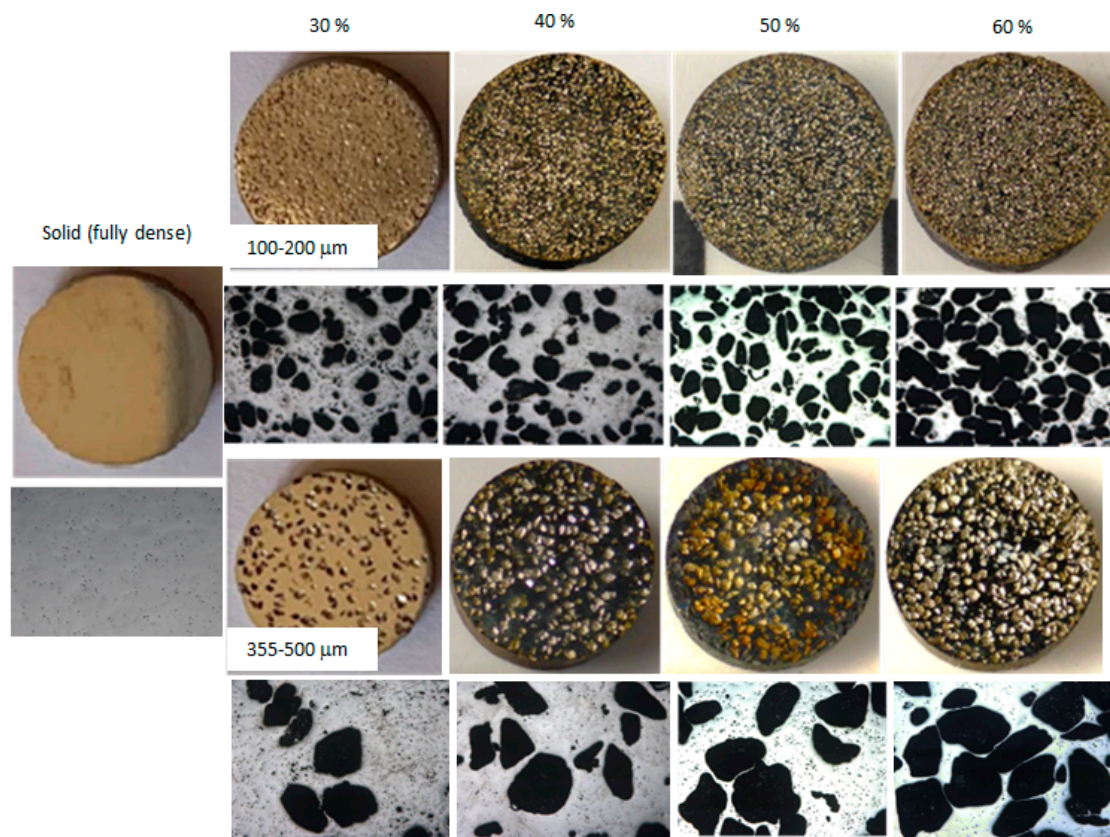 30 %
40 %
50 %
60 %
Solid (fully dense)
100-200 μm
355-500 μm